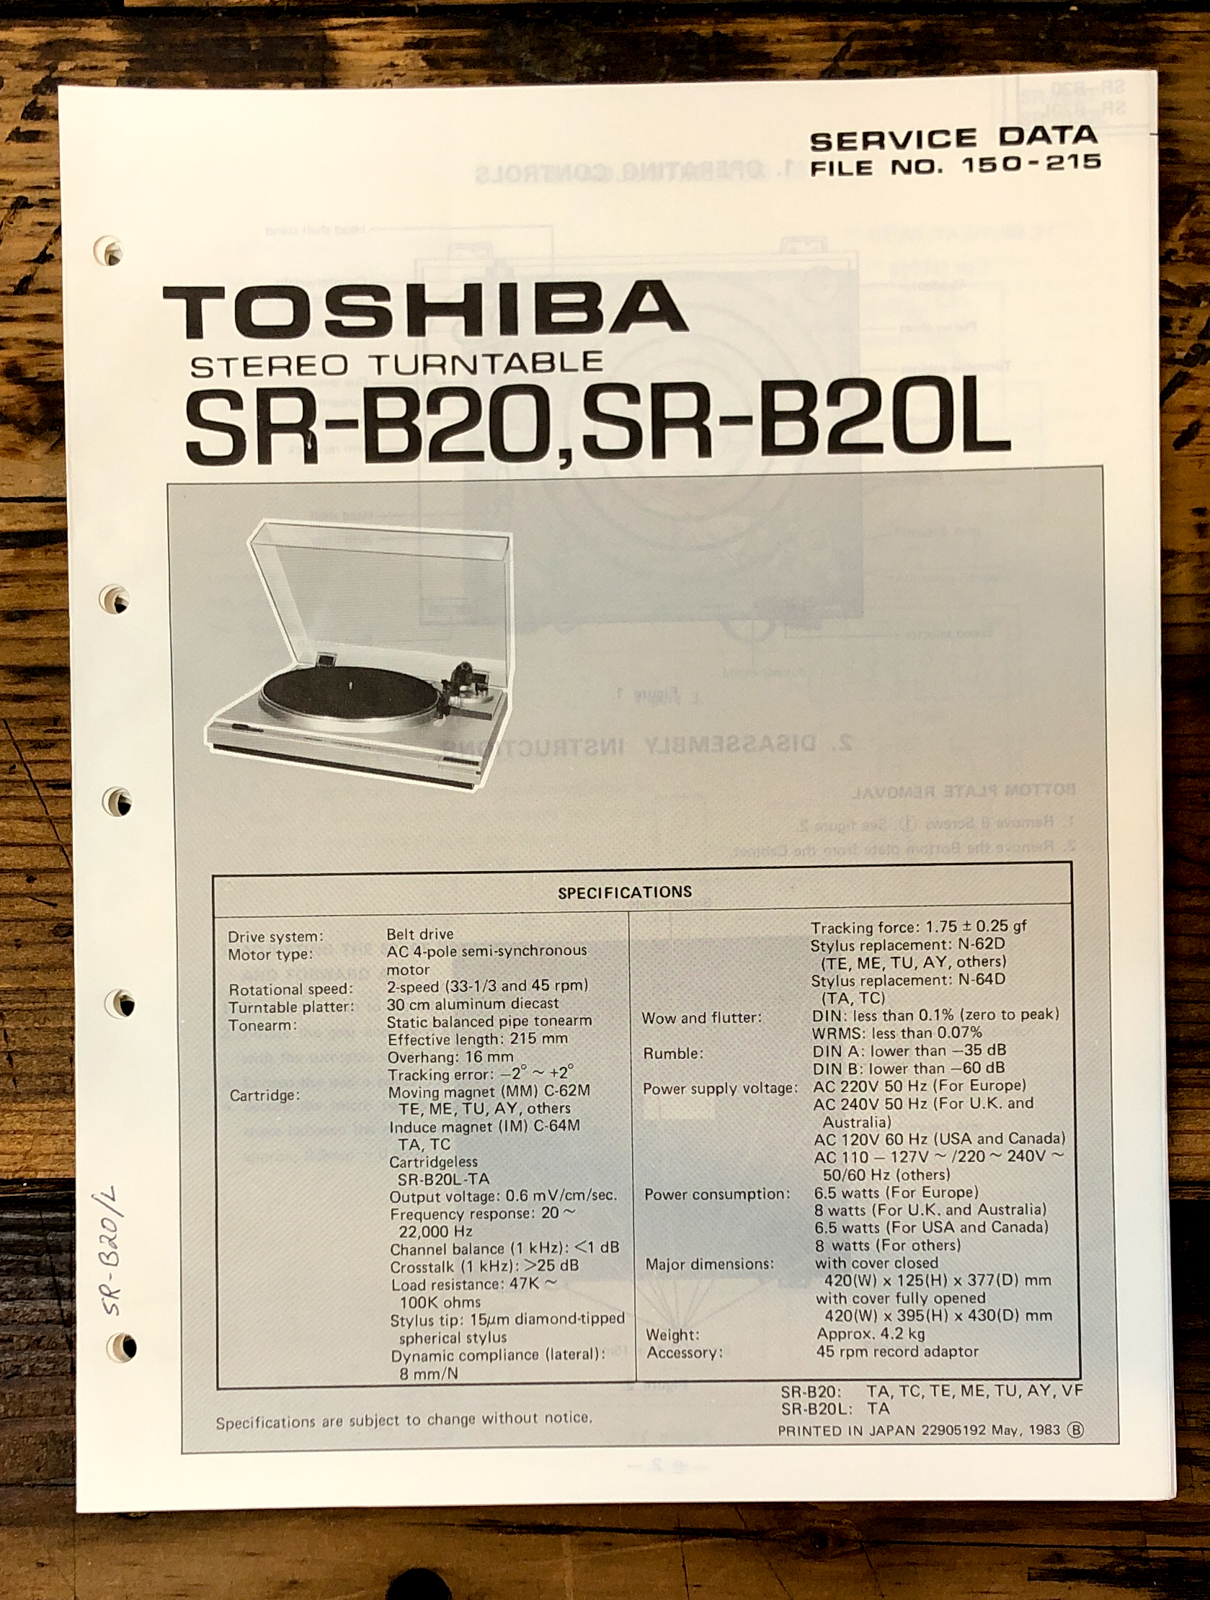 SERVICE DATA
FILE NO. 150-215
TOSHIBA
STEREO TURNTABLE
SR-B20, SR-B20L
SPECIFICATIONS
Drive system: Belt drive
Motor type: AC 4-pole semi-synchronous
motor
Rotational speed: 2-speed (33-1/3 and 45 rpm)
Turntable platter: 30 cm aluminum diecast
Tonearm: Static balanced pipe tonearm
Effective length: 215 mm
Overhang: 16 mm
Tracking error: −2° ~ +2°
Cartridge: Moving magnet (MM) C-62M
TE, ME, TU, AY, others
Induce magnet (IM) C-64M
TA, TC
Cartridgeless
SR-B20L-TA
Output voltage: 0.6 mV/cm/sec.
Frequency response: 20 ~
22,000 Hz
Channel balance (1 kHz): <1 dB
Crosstalk (1 kHz): >25 dB
Load resistance: 47K ~
100K ohms
Stylus tip: 15μm diamond-tipped
spherical stylus
Dynamic compliance (lateral):
8 mm/N
Tracking force: 1.75 ± 0.25 gf
Stylus replacement: N-62D
(TE, ME, TU, AY, others)
Stylus replacement: N-64D
(TA, TC)
Wow and flutter: DIN: less than 0.1% (zero to peak)
WRMS: less than 0.07%
Rumble: DIN A: lower than −35 dB
DIN B: lower than −60 dB
Power supply voltage: AC 220V 50 Hz (For Europe)
AC 240V 50 Hz (For U.K. and
Australia)
AC 120V 60 Hz (USA and Canada)
AC 110 – 127V ~ /220 ~ 240V ~
50/60 Hz (others)
Power consumption: 6.5 watts (For Europe)
8 watts (For U.K. and Australia)
6.5 watts (For USA and Canada)
8 watts (For others)
Major dimensions: with cover closed
420(W) x 125(H) x 377(D) mm
with cover fully opened
420(W) x 395(H) x 430(D) mm
Weight: Approx. 4.2 kg
Accessory: 45 rpm record adaptor
SR-B20: TA, TC, TE, ME, TU, AY, VF
SR-B20L: TA
Specifications are subject to change without notice.
PRINTED IN JAPAN 22905192 May, 1983 Ⓑ
SR-B20/L